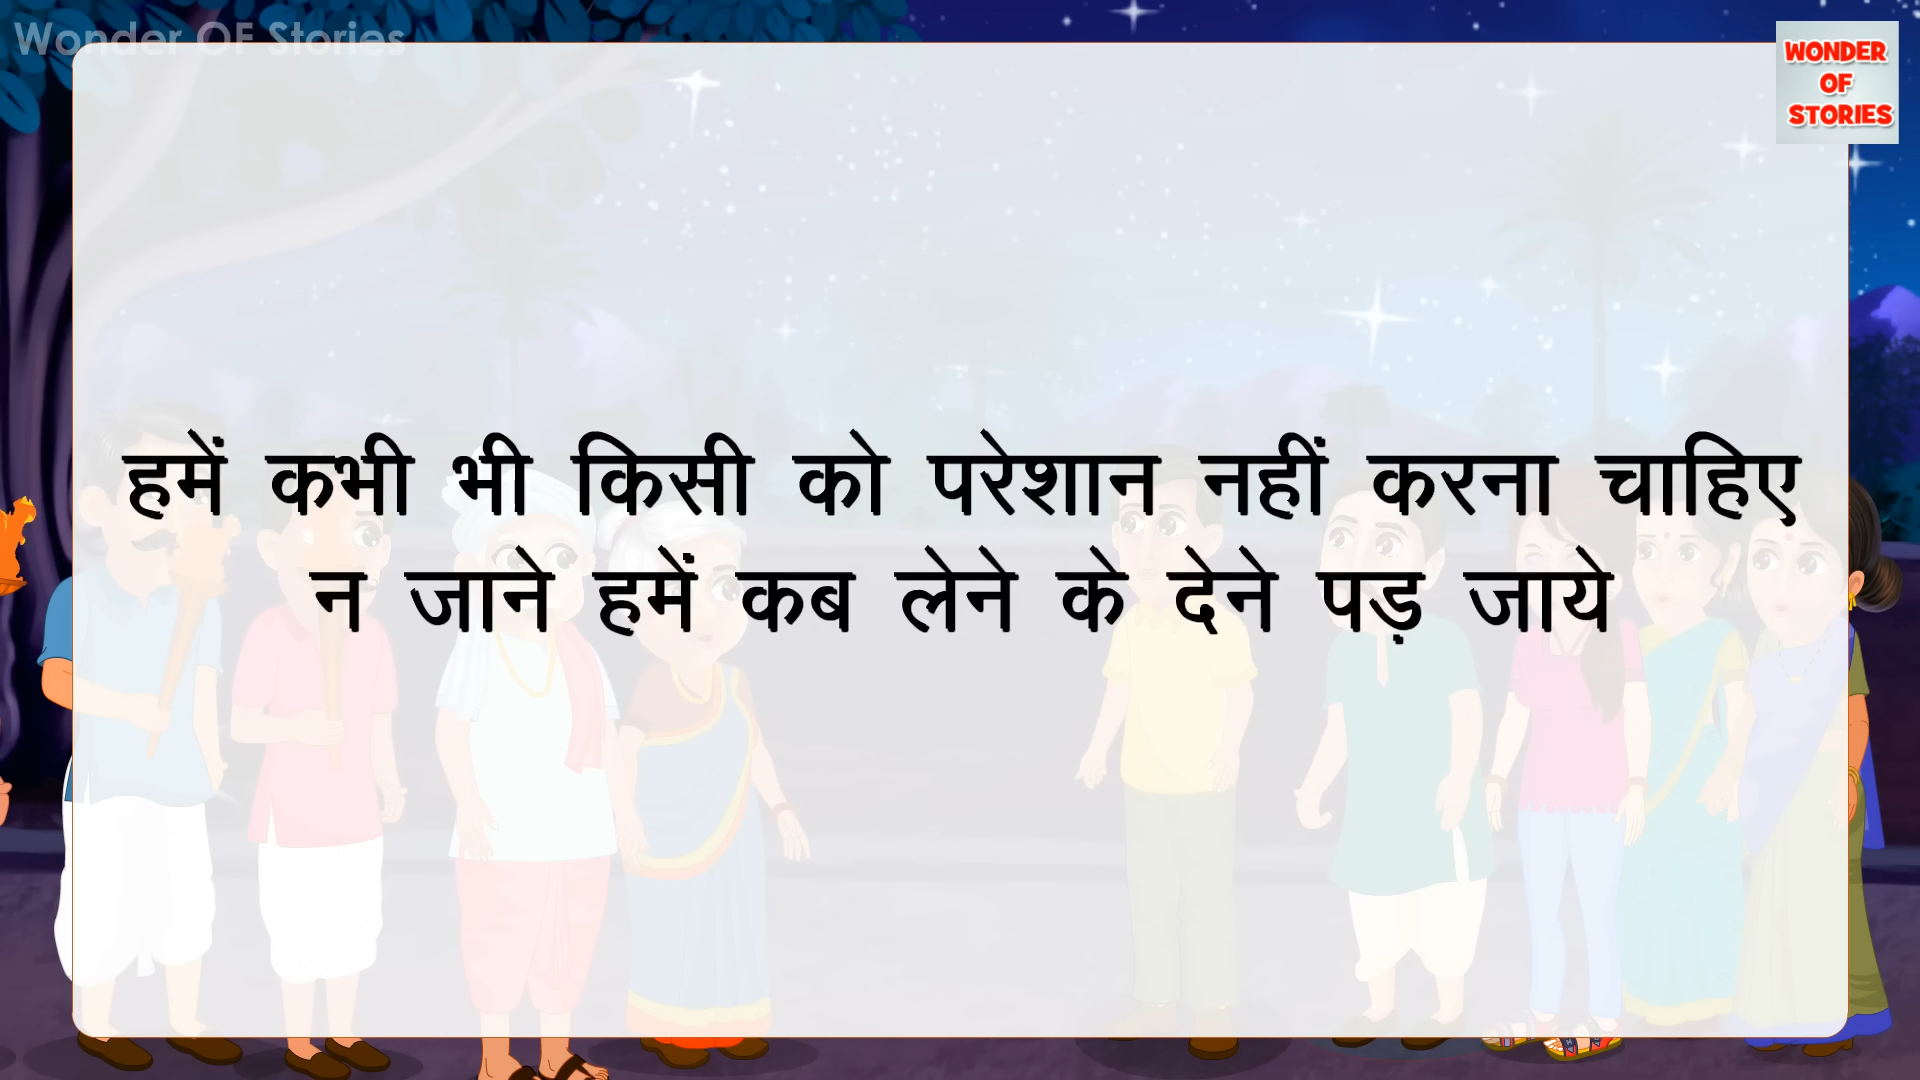 Wonder OF Stories
WONDER
OF
STORIES
हमें कभी भी किसी को परेशान नहीं करना चाहिए
न जाने हमें कब लेने के देने पड़ जाये